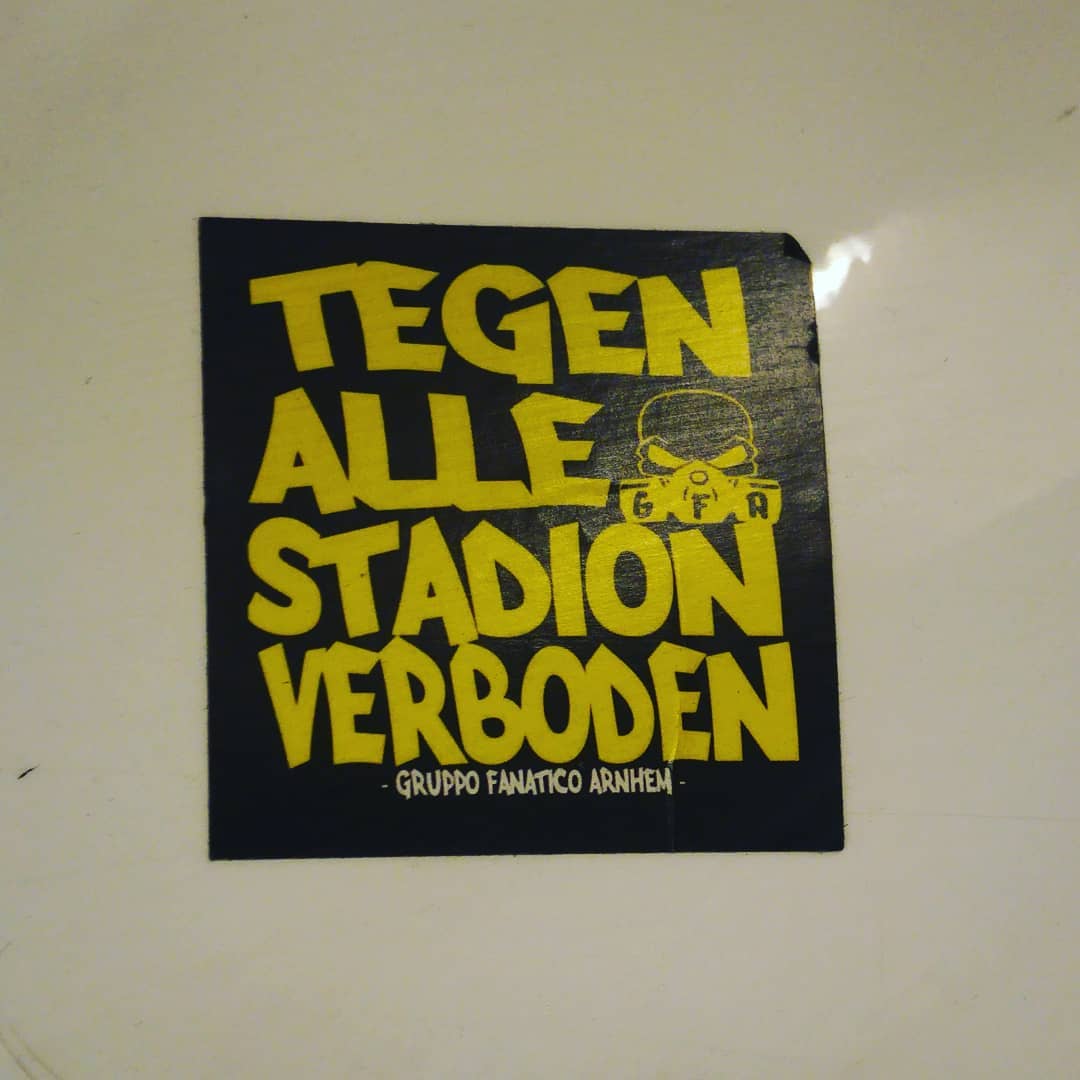 TEGEN
ALLE
GFA
STADION
VERBODEN
- GRUPPO FANATICO ARNHEM -